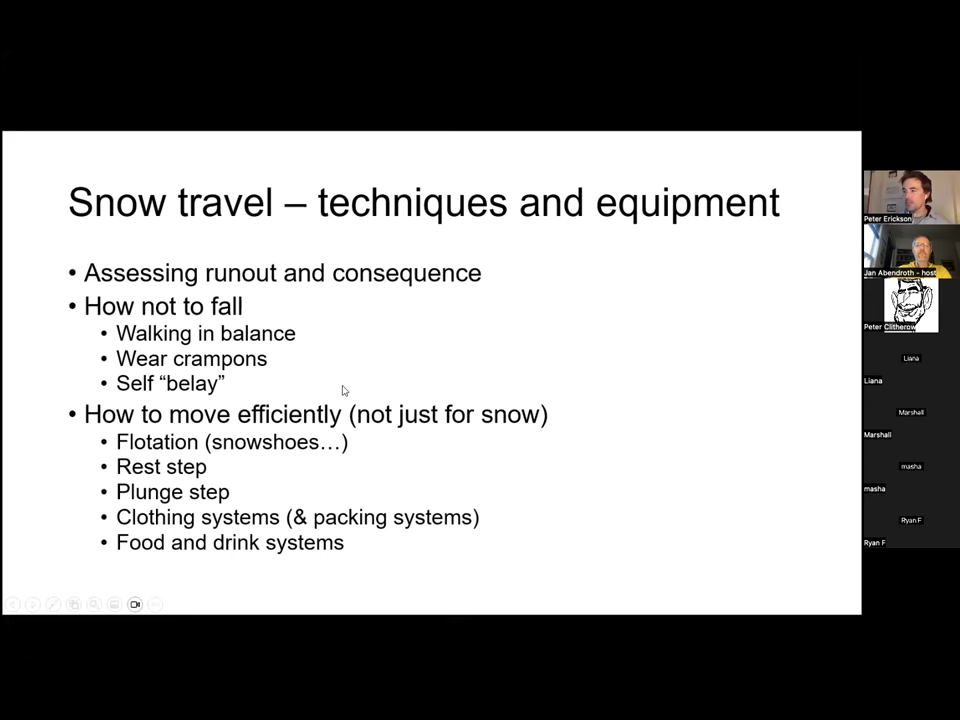 Snow travel – techniques and equipment
• Assessing runout and consequence
• How not to fall
• Walking in balance
• Wear crampons
• Self “belay”
• How to move efficiently (not just for snow)
• Flotation (snowshoes…)
• Rest step
• Plunge step
• Clothing systems (& packing systems)
• Food and drink systems
Peter Erickson
Jan Abendroth - host
Peter Clitherow
Liana
Liana
Marshall
Marshall
masha
masha
Ryan F
Ryan F